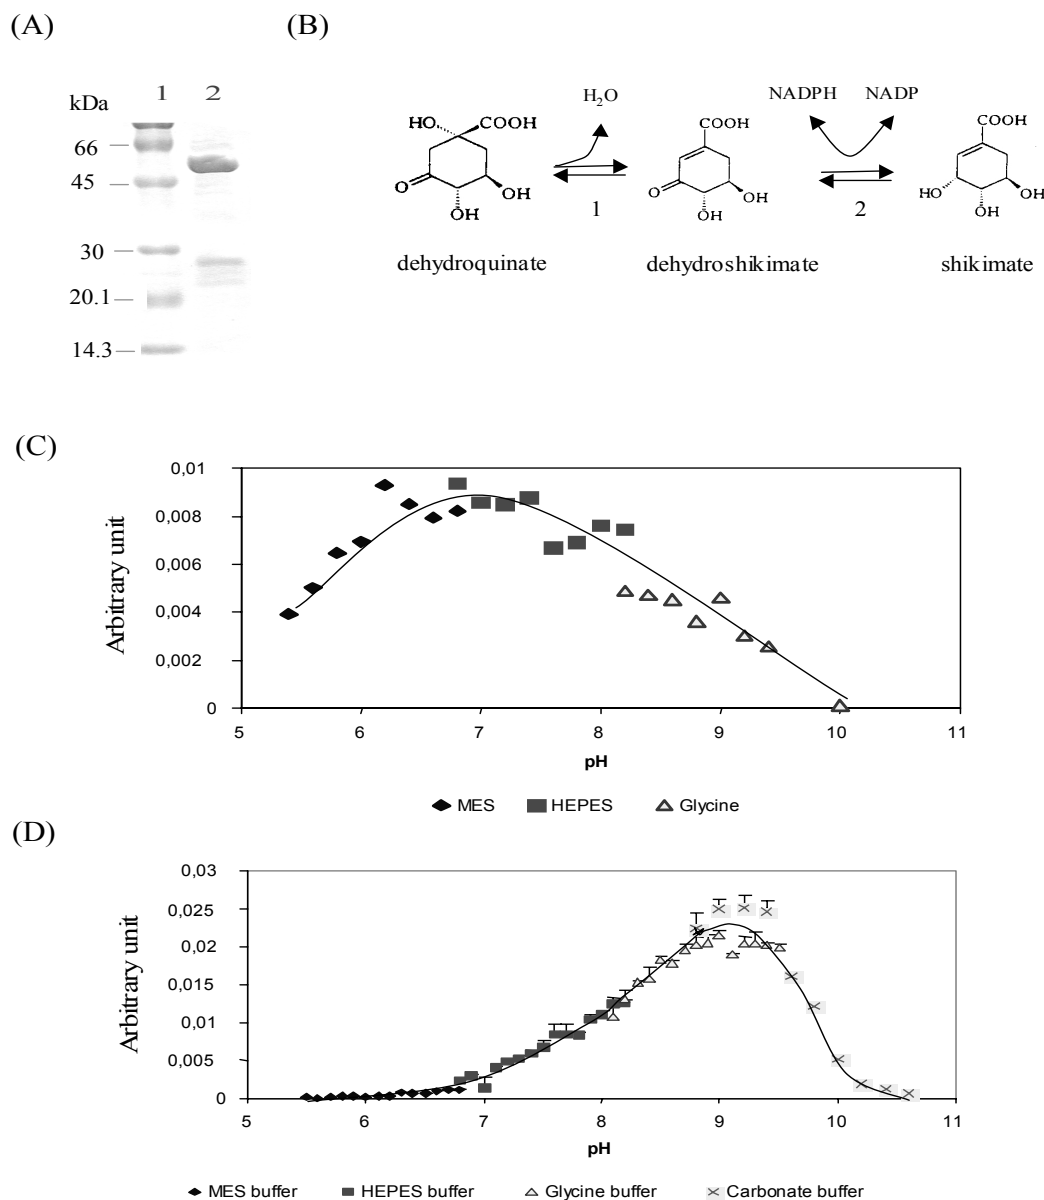 (A)
(B)
kDa
1 2
66
45
30
20.1
14.3
H₂O
NADPH NADP
HO COOH
O
OH
OH
COOH
O
OH
OH
COOH
HO
OH
OH
1
2
dehydroquinate
dehydroshikimate
shikimate
(C)
Arbitrary unit
0,01
0,008
0,006
0,004
0,002
0
5 6 7 8 9 10 11
pH
MES HEPES Glycine
(D)
Arbitrary unit
0,03
0,025
0,02
0,015
0,01
0,005
0
5 6 7 8 9 10 11
pH
MES buffer HEPES buffer Glycine buffer Carbonate buffer